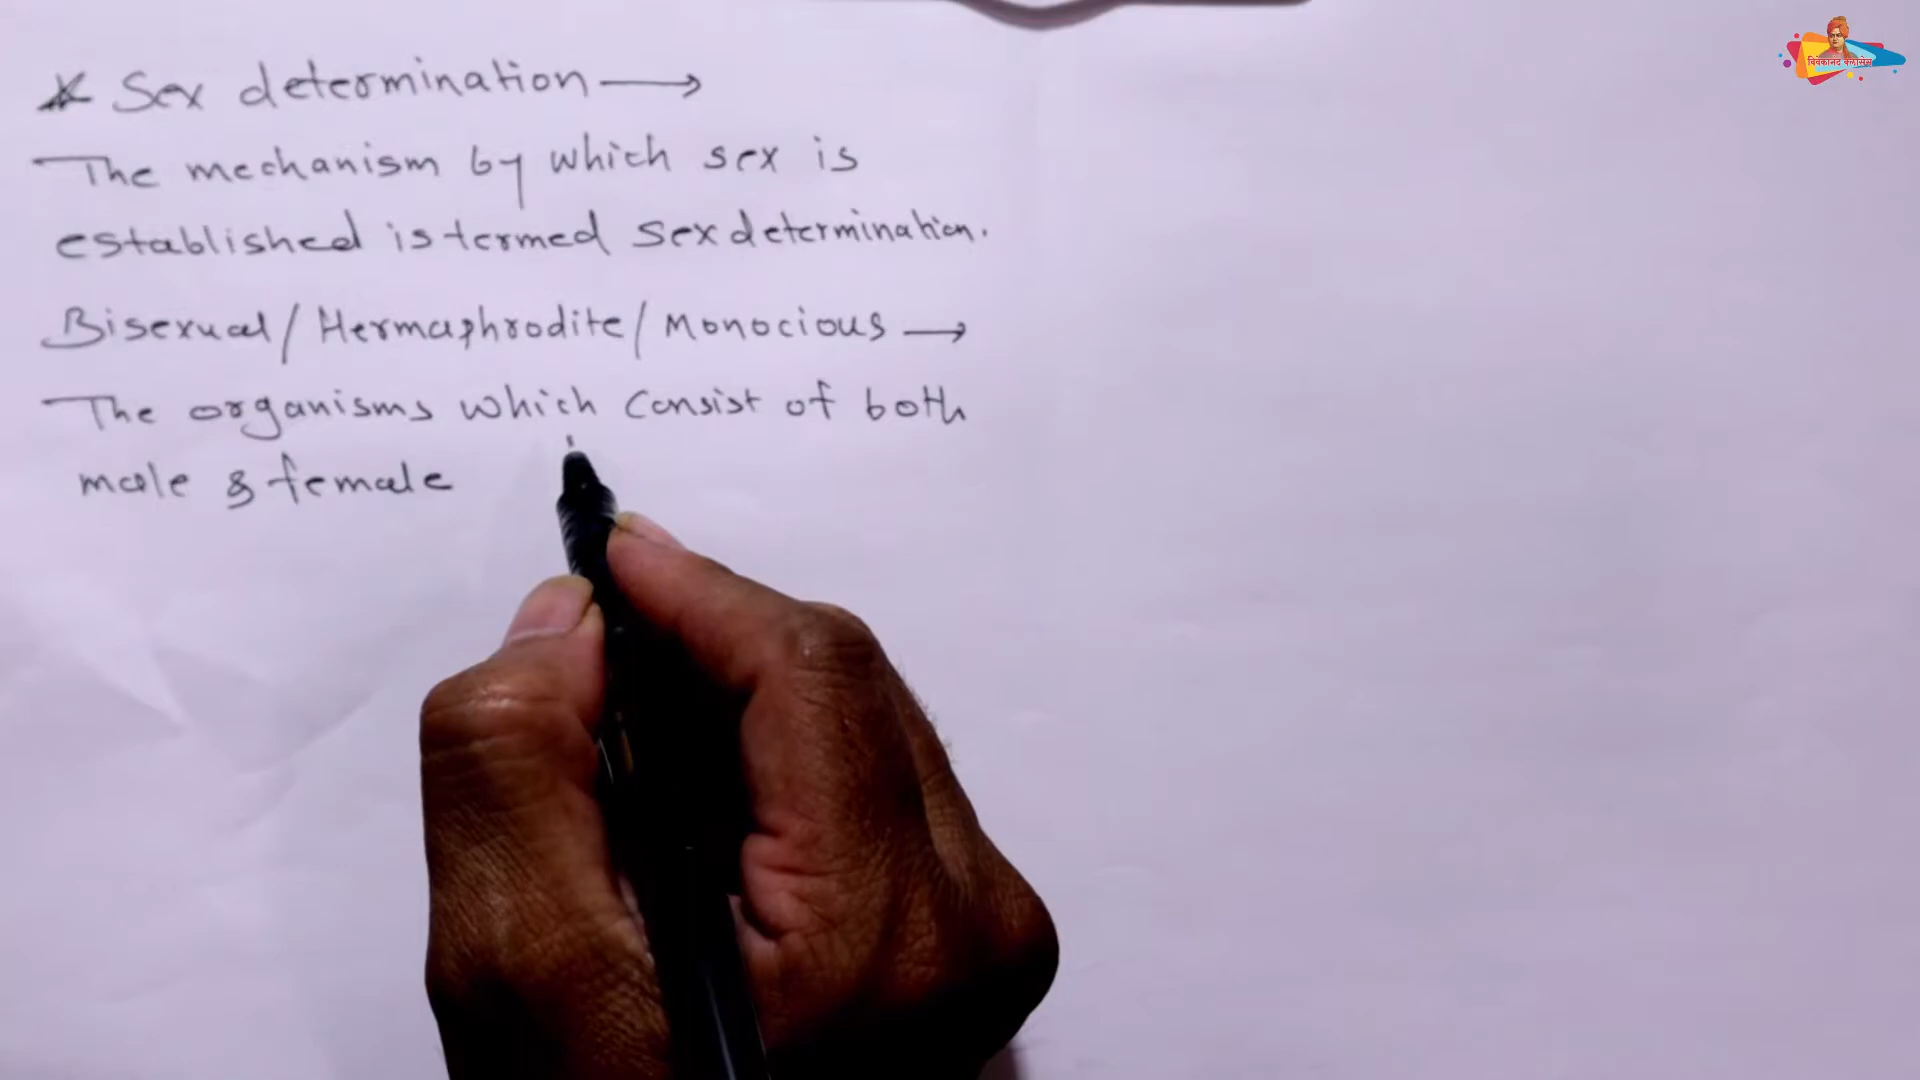 * Sex determination →
The mechanism by which sex is
established is termed sex determination.
Bisexual/Hermaphrodite/Monocious →
The organisms which consist of both
male & female
विवेकानंद क्लासेस